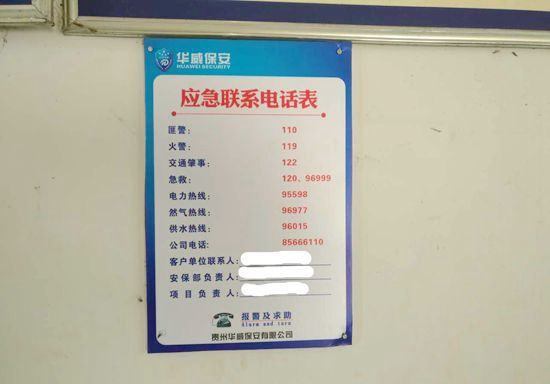 华威保安
HUAWEI SECURITY
应急联系电话表
匪警： 110
火警： 119
交通肇事： 122
急救： 120、96999
电力热线： 95598
然气热线： 96977
供水热线： 96015
公司电话： 85666110
客户单位联系人：
安保部负责人：
项目负责人：
报警及求助
Alarm and turn
贵州华威保安有限公司